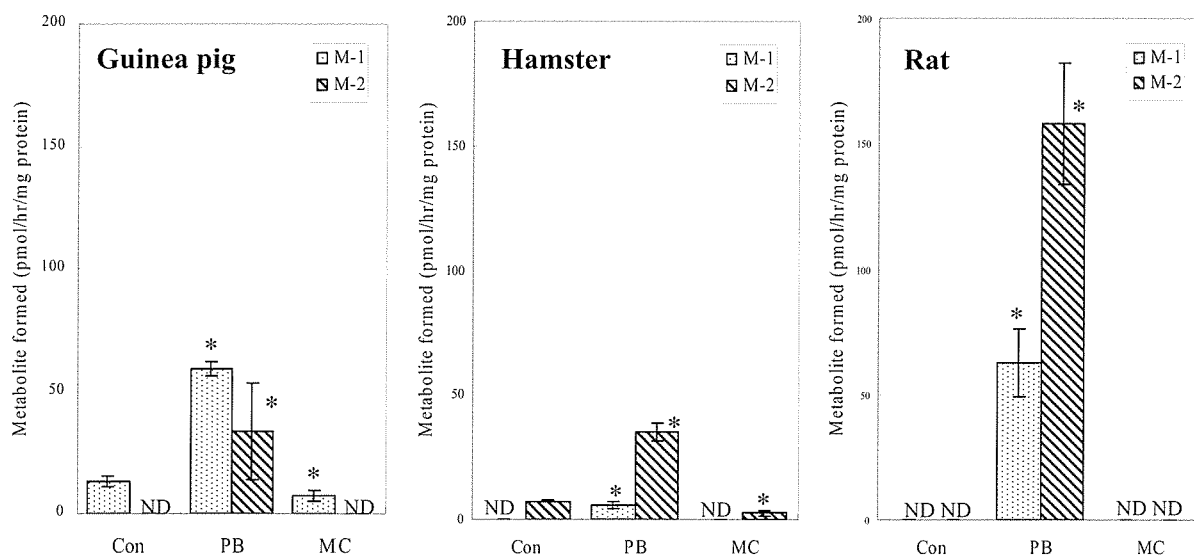 Metabolite formed (pmol/hr/mg protein)
200
150
100
50
0
Guinea pig
M-1
M-2
*
*
*
ND
ND
Con
PB
MC
Metabolite formed (pmol/hr/mg protein)
200
150
100
50
0
Hamster
M-1
M-2
*
*
*
ND
ND
Con
PB
MC
Metabolite formed (pmol/hr/mg protein)
200
150
100
50
0
Rat
M-1
M-2
*
*
ND ND
ND ND
Con
PB
MC